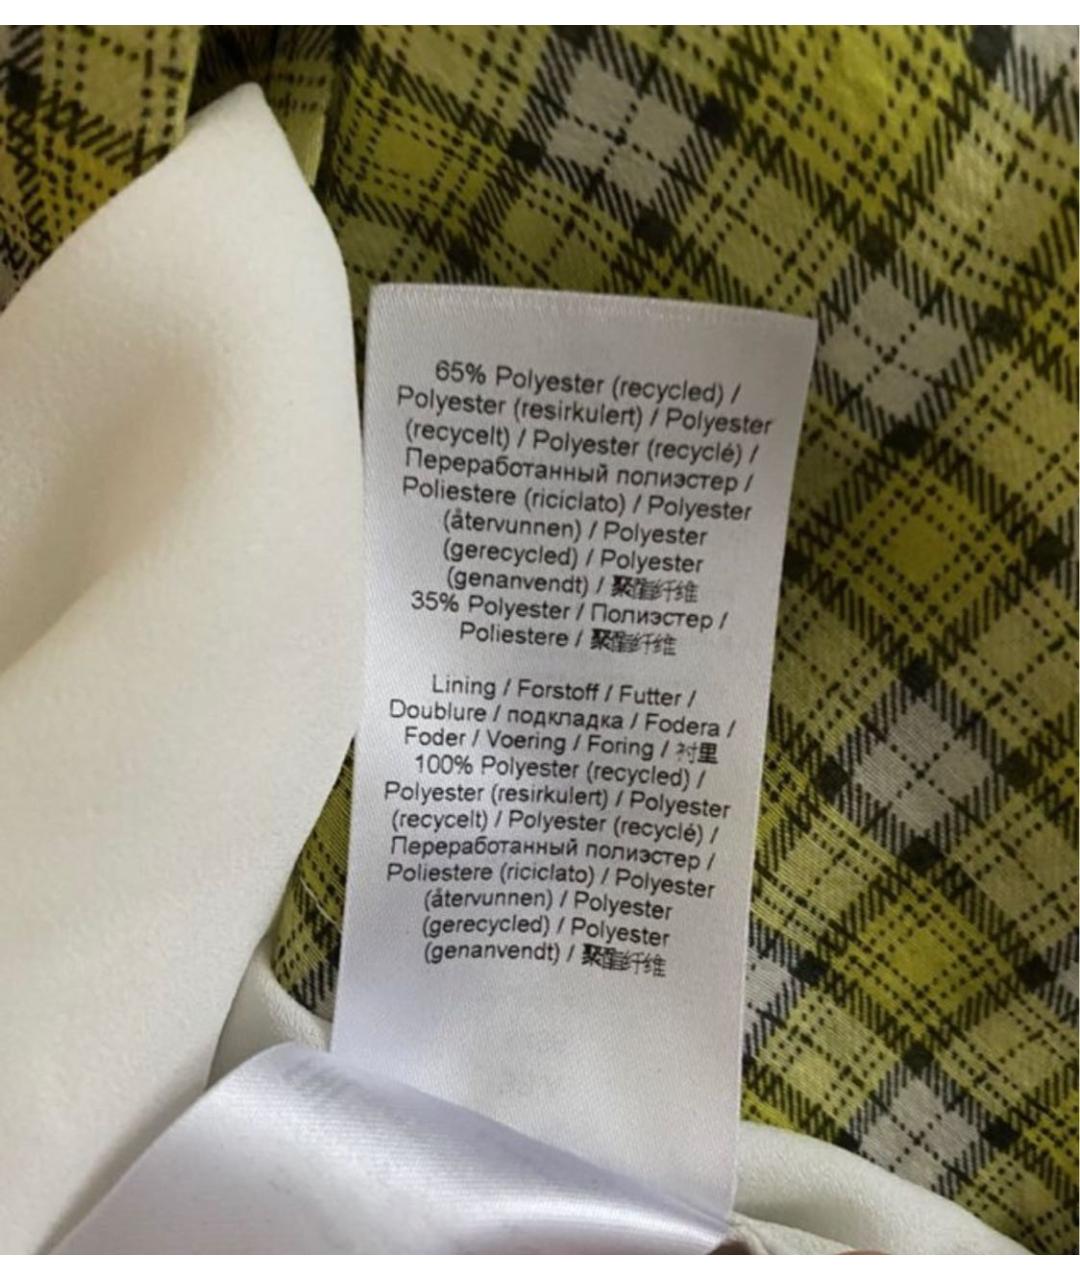 65% Polyester (recycled) /
Polyester (resirkulert) / Polyester
(recycelt) / Polyester (recyclé) /
Переработанный полиэстер /
Poliestere (riciclato) / Polyester
(återvunnen) / Polyester
(gerecycled) / Polyester
(genanvendt) / 聚酯纤维
35% Polyester / Полиэстер /
Poliestere / 聚酯纤维
Lining / Forstoff / Futter /
Doublure / подкладка / Fodera /
Foder / Voering / Foring / 衬里
100% Polyester (recycled) /
Polyester (resirkulert) / Polyester
(recycelt) / Polyester (recyclé) /
Переработанный полиэстер /
Poliestere (riciclato) / Polyester
(återvunnen) / Polyester
(gerecycled) / Polyester
(genanvendt) / 聚酯纤维